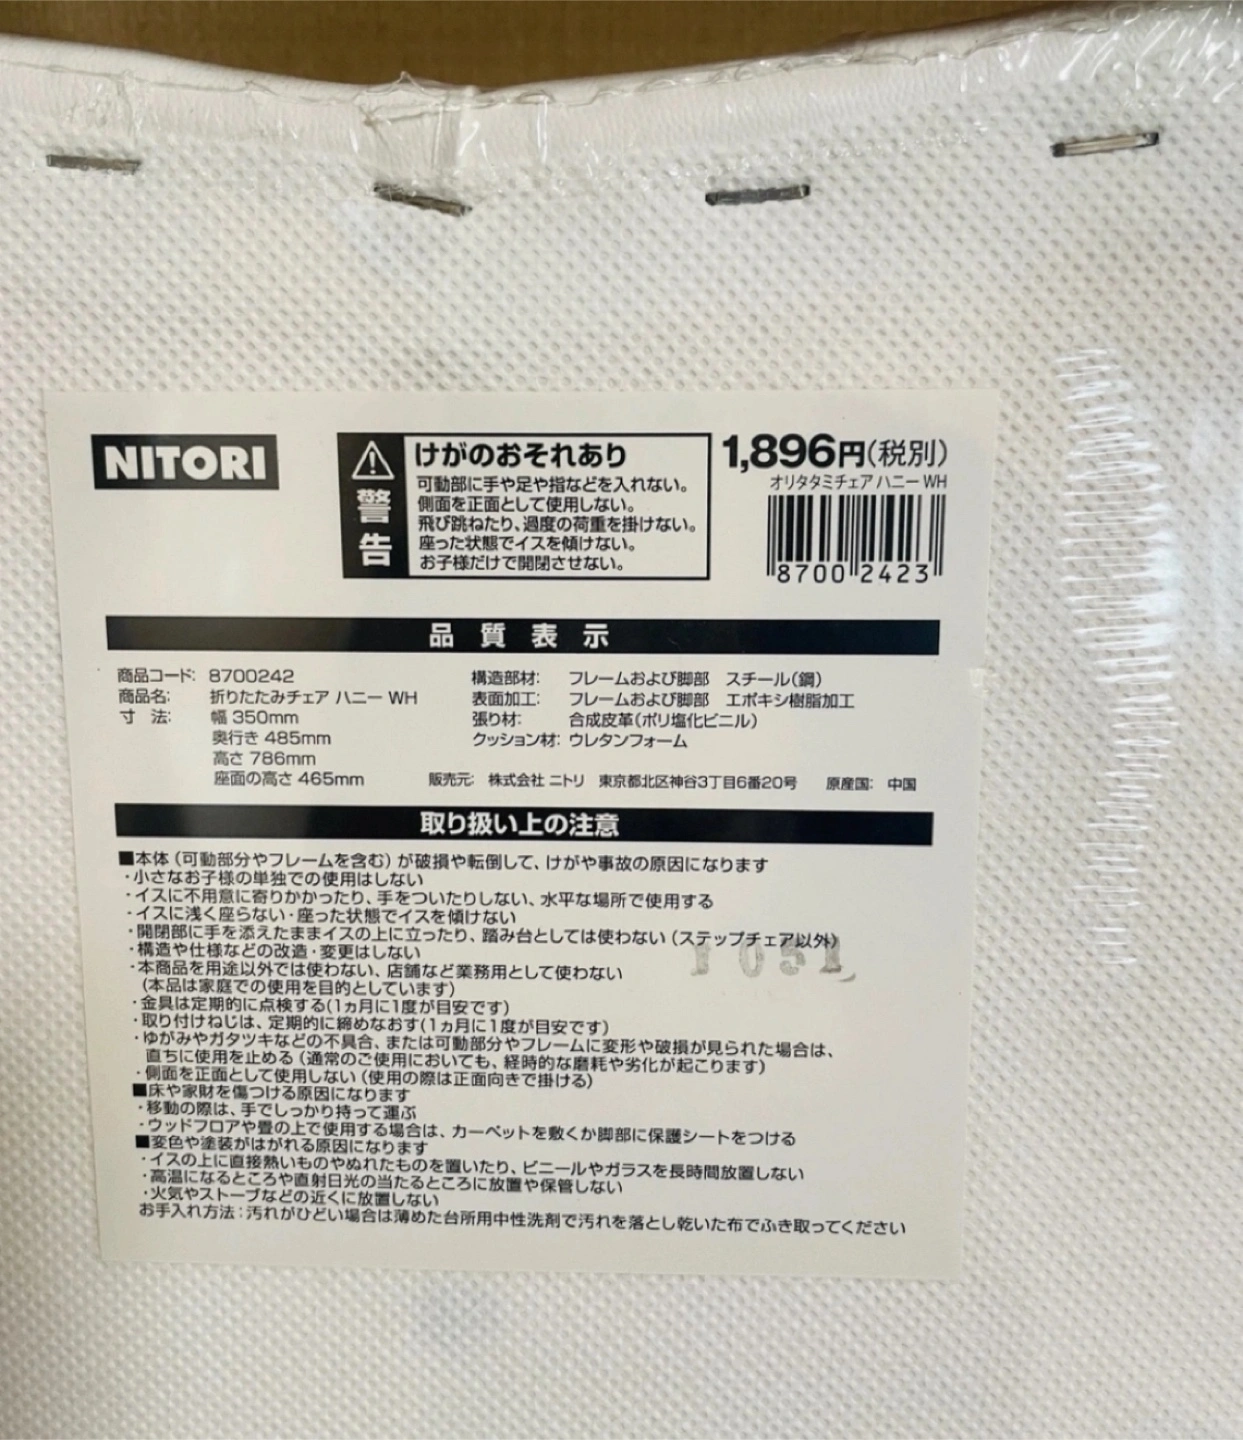 NITORI
警告
けがのおそれあり
可動部に手や足や指などを入れない。
側面を正面として使用しない。
飛び跳ねたり、過度の荷重を掛けない。
座った状態でイスを傾けない。
お子様だけで開閉させない。
1,896円(税別)
オリタタミチェア ハニー WH
8700 2423
品質表示
商品コード: 8700242
商品名: 折りたたみチェア ハニー WH
寸 法: 幅 350mm
奥行き 485mm
高さ 786mm
座面の高さ 465mm
構造部材: フレームおよび脚部 スチール(鋼)
表面加工: フレームおよび脚部 エポキシ樹脂加工
張り材: 合成皮革(ポリ塩化ビニル)
クッション材: ウレタンフォーム
販売元: 株式会社 ニトリ 東京都北区神谷3丁目6番20号 原産国: 中国
取り扱い上の注意
■本体(可動部分やフレームを含む)が破損や転倒して、けがや事故の原因になります
・小さなお子様の単独での使用はしない
・イスに不用意に寄りかかったり、手をついたりしない、水平な場所で使用する
・イスに浅く座らない・座った状態でイスを傾けない
・開閉部に手を添えたままイスの上に立ったり、踏み台としては使わない(ステップチェア以外)
・構造や仕様などの改造・変更はしない
・本商品を用途以外では使わない、店舗など業務用として使わない
(本品は家庭での使用を目的としています)
・金具は定期的に点検する(1ヵ月に1度が目安です)
・取り付けねじは、定期的に締めなおす(1ヵ月に1度が目安です)
・ゆがみやガタツキなどの不具合、または可動部分やフレームに変形や破損が見られた場合は、
直ちに使用を止める(通常のご使用においても、経時的な磨耗や劣化が起こります)
・側面を正面として使用しない(使用の際は正面向きで掛ける)
■床や家財を傷つける原因になります
・移動の際は、手でしっかり持って運ぶ
・ウッドフロアや畳の上で使用する場合は、カーペットを敷くか脚部に保護シートをつける
■変色や塗装がはがれる原因になります
・イスの上に直接熱いものやぬれたものを置いたり、ビニールやガラスを長時間放置しない
・高温になるところや直射日光の当たるところに放置や保管しない
・火気やストーブなどの近くに放置しない
お手入れ方法:汚れがひどい場合は薄めた台所用中性洗剤で汚れを落とし乾いた布でふき取ってください
1051